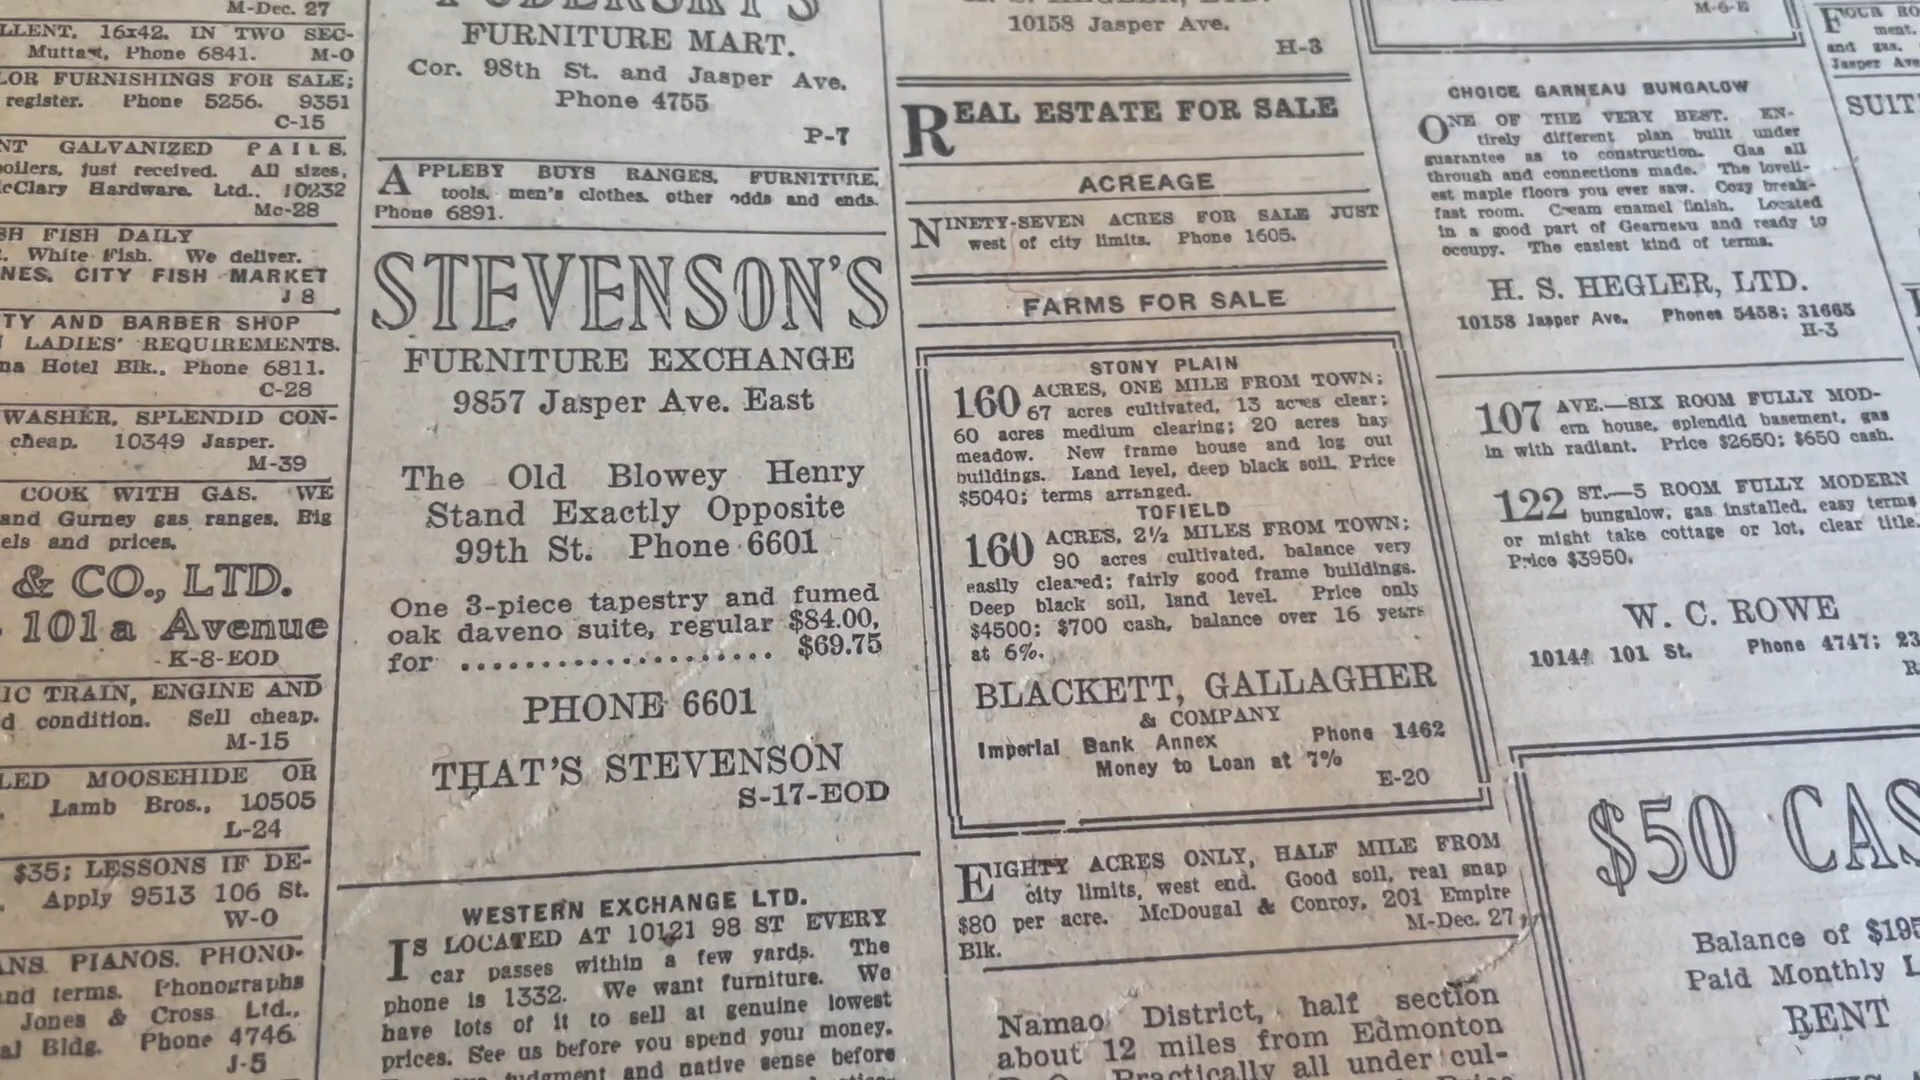 M-Dec. 27
LLENT, 16x42. IN TWO SEC-
Muttart, Phone 6841. M-O
LOR FURNISHINGS FOR SALE;
register. Phone 5256. 9351
C-15
NT GALVANIZED PAILS.
boilers, just received. All sizes,
cClary Hardware, Ltd., 10232
Mc-28
SH FISH DAILY
White Fish. We deliver.
NES. CITY FISH MARKET
J 8
TY AND BARBER SHOP
LADIES' REQUIREMENTS.
na Hotel Blk., Phone 6811.
C-28
WASHER, SPLENDID CON-
cheap. 10349 Jasper.
M-39
COOK WITH GAS. WE
and Gurney gas ranges. Big
els and prices.
& CO., LTD.
101a Avenue
K-8-EOD
IC TRAIN, ENGINE AND
d condition. Sell cheap.
M-15
LED MOOSEHIDE OR
Lamb Bros., 10505
L-24
$35; LESSONS IF DE-
Apply 9513 106 St.
W-O
ANS. PIANOS. PHONO-
and terms. Phonographs
Jones & Cross Ltd.,
al Bldg. Phone 4746.
J-5
FURNITURE MART.
Cor. 98th St. and Jasper Ave.
Phone 4755
P-7
APPLEBY BUYS RANGES, FURNITURE,
tools, men's clothes, other odds and ends.
Phone 6891.
STEVENSON'S
FURNITURE EXCHANGE
9857 Jasper Ave. East
The Old Blowey Henry
Stand Exactly Opposite
99th St. Phone 6601
One 3-piece tapestry and fumed
oak daveno suite, regular $84.00,
for .................... $69.75
PHONE 6601
THAT'S STEVENSON
S-17-EOD
WESTERN EXCHANGE LTD.
IS LOCATED AT 10121 98 ST EVERY
car passes within a few yards. The
phone is 1332. We want furniture. We
have lots of it to sell at genuine lowest
prices. See us before you spend your money.
judgment and native sense before
10158 Jasper Ave.
H-3
REAL ESTATE FOR SALE
ACREAGE
NINETY-SEVEN ACRES FOR SALE JUST
west of city limits. Phone 1605.
FARMS FOR SALE
STONY PLAIN
160 ACRES, ONE MILE FROM TOWN;
67 acres cultivated, 13 acres clear;
60 acres medium clearing; 20 acres hay
meadow. New frame house and log out
buildings. Land level, deep black soil. Price
$5040; terms arranged.
TOFIELD
160 ACRES, 2½ MILES FROM TOWN;
90 acres cultivated, balance very
easily cleared; fairly good frame buildings.
Deep black soil, land level. Price only
$4500; $700 cash, balance over 16 years
at 6%.
BLACKETT, GALLAGHER
& COMPANY
Imperial Bank Annex Phone 1462
Money to Loan at 7%
E-20
EIGHTY ACRES ONLY, HALF MILE FROM
city limits, west end. Good soil, real snap
$80 per acre. McDougal & Conroy, 201 Empire
Blk. M-Dec. 27
Namao District, half section
about 12 miles from Edmonton
Practically all under cul-
M-6-E
CHOICE GARNEAU BUNGALOW
ONE OF THE VERY BEST. EN-
tirely different plan built under
guarantee as to construction. Gas all
through and connections made. The loveli-
est maple floors you ever saw. Cozy break-
fast room. Cream enamel finish. Located
in a good part of Gearneau and ready to
occupy. The easiest kind of terms.
H. S. HEGLER, LTD.
10158 Jasper Ave. Phones 5458; 31665
H-3
107 AVE.—SIX ROOM FULLY MOD-
ern house, splendid basement, gas
in with radiant. Price $2650; $650 cash.
122 ST.—5 ROOM FULLY MODERN
bungalow, gas installed, easy terms
or might take cottage or lot, clear title.
Price $3950.
W. C. ROWE
10144 101 St. Phone 4747; 23
R
$50 CAS
Balance of $195
Paid Monthly L
RENT
FOUR RO
ment.
and gas.
Jasper Ave
SUIT